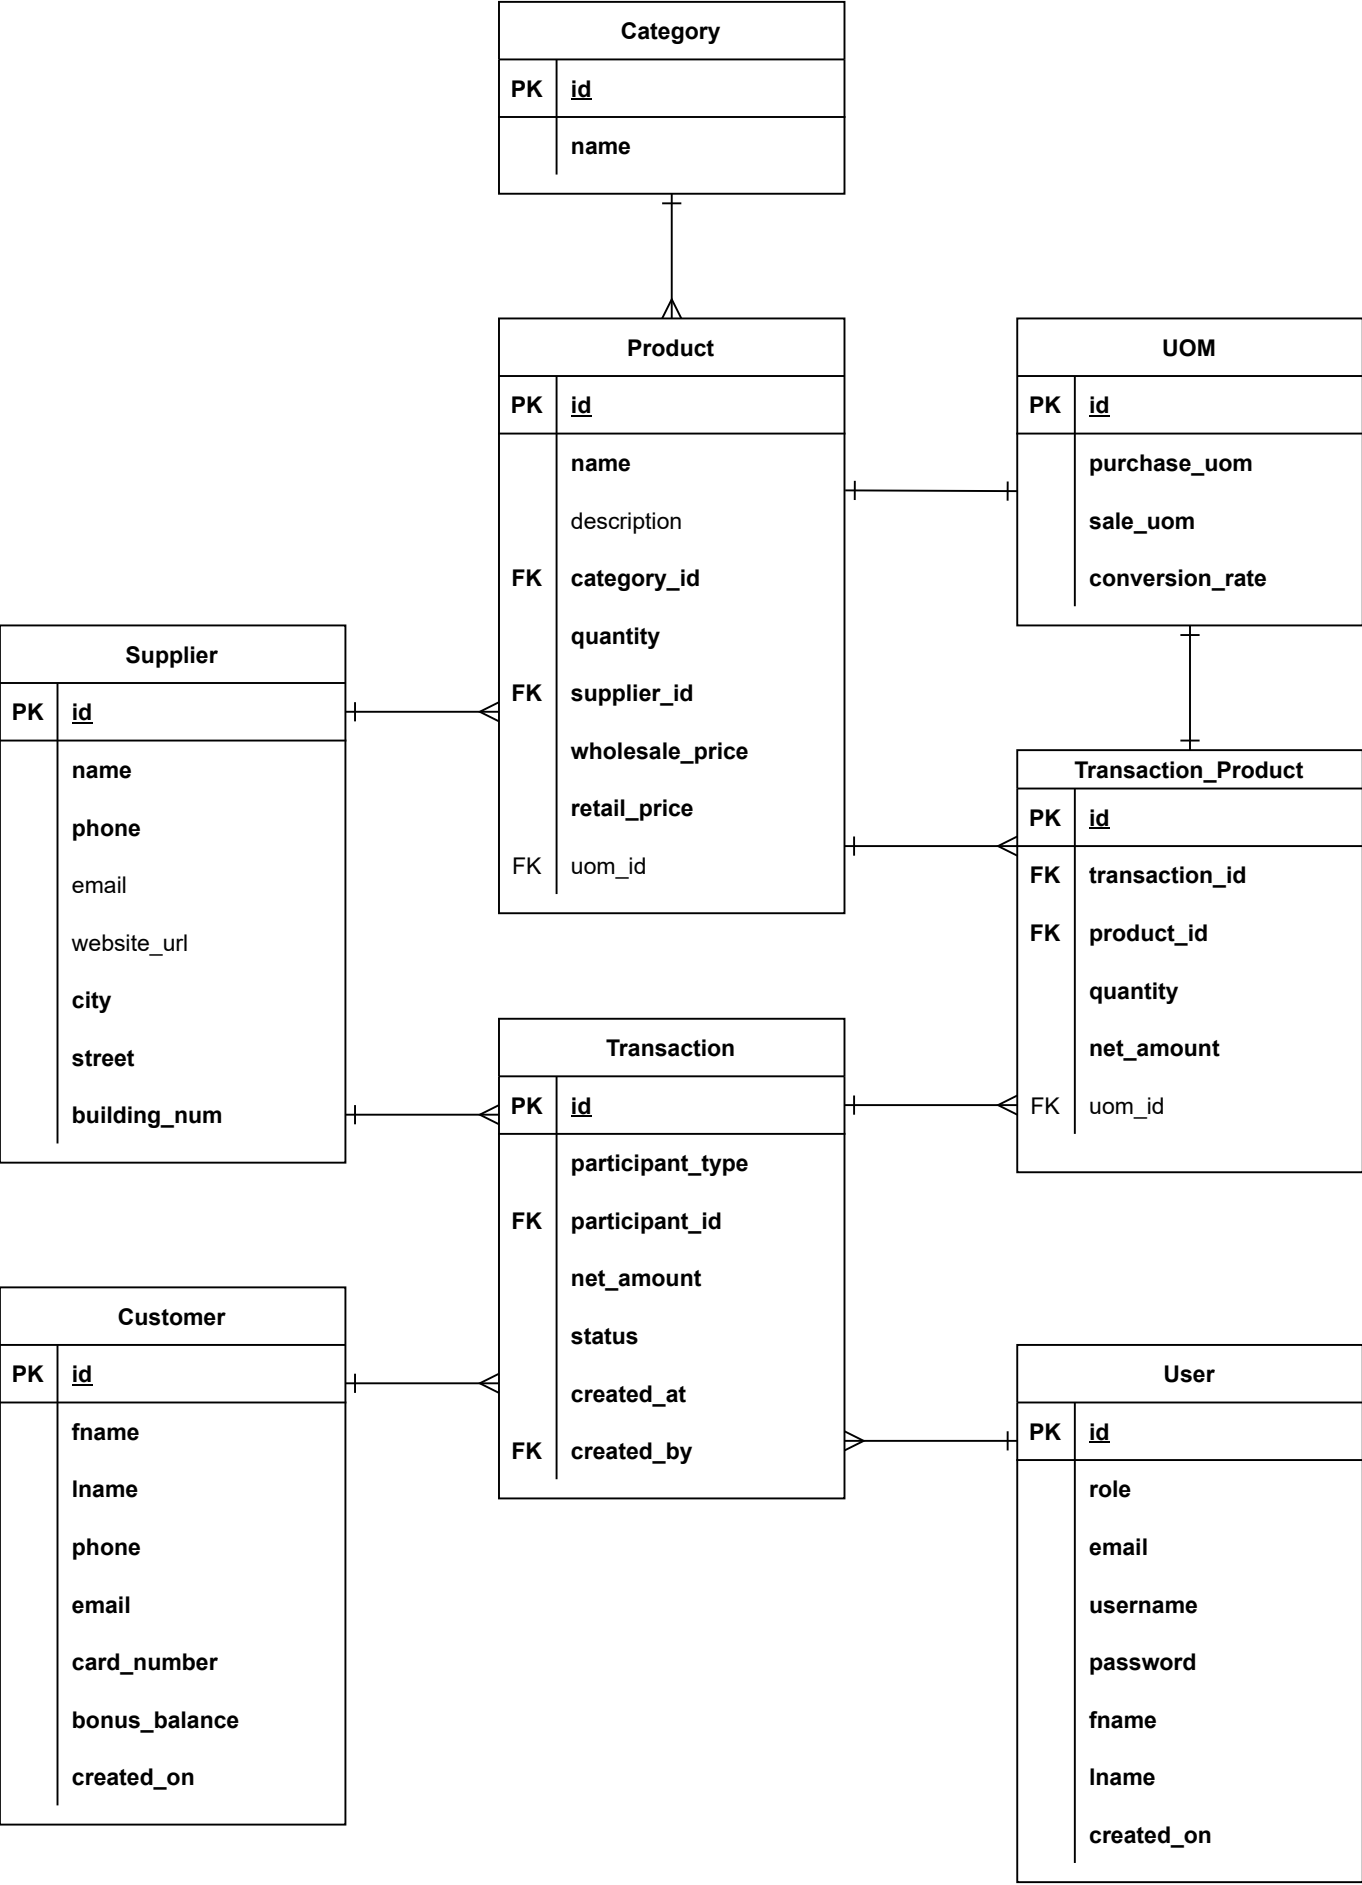 Category
PK id
name
Product
PK id
name
description
FK category_id
quantity
FK supplier_id
wholesale_price
retail_price
FK uom_id
UOM
PK id
purchase_uom
sale_uom
conversion_rate
Supplier
PK id
name
phone
email
website_url
city
street
building_num
Transaction_Product
PK id
FK transaction_id
FK product_id
quantity
net_amount
FK uom_id
Transaction
PK id
participant_type
FK participant_id
net_amount
status
created_at
FK created_by
Customer
PK id
fname
lname
phone
email
card_number
bonus_balance
created_on
User
PK id
role
email
username
password
fname
lname
created_on